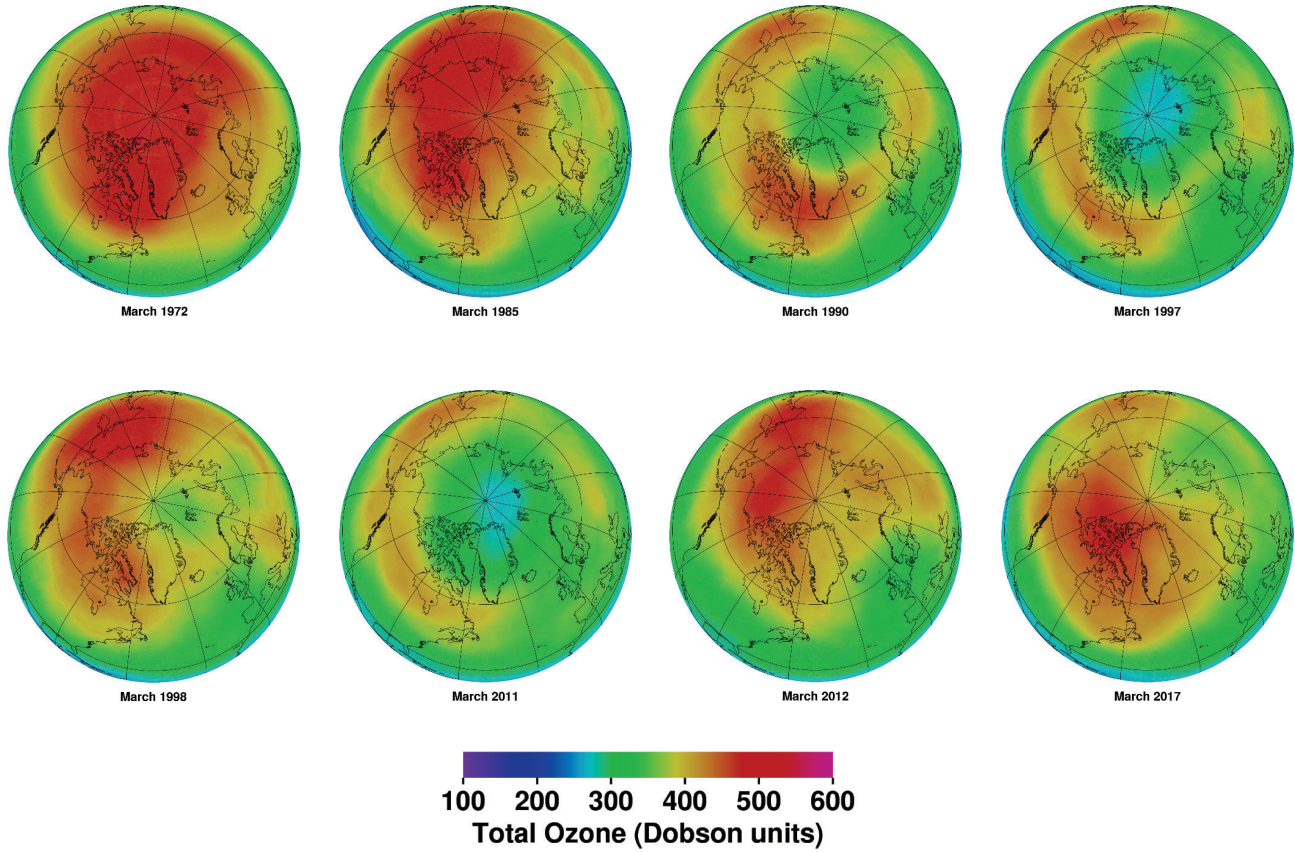 March 1972
March 1985
March 1990
March 1997
March 1998
March 2011
March 2012
March 2017
100 200 300 400 500 600
Total Ozone (Dobson units)